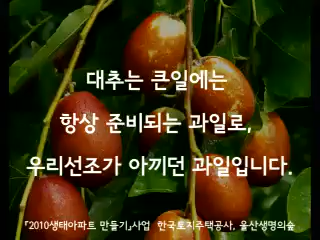 대추는 큰일에는
항상 준비되는 과일로,
우리선조가 아끼던 과일입니다.
「2010생태아파트 만들기」사업 한국토지주택공사, 울산생명의숲